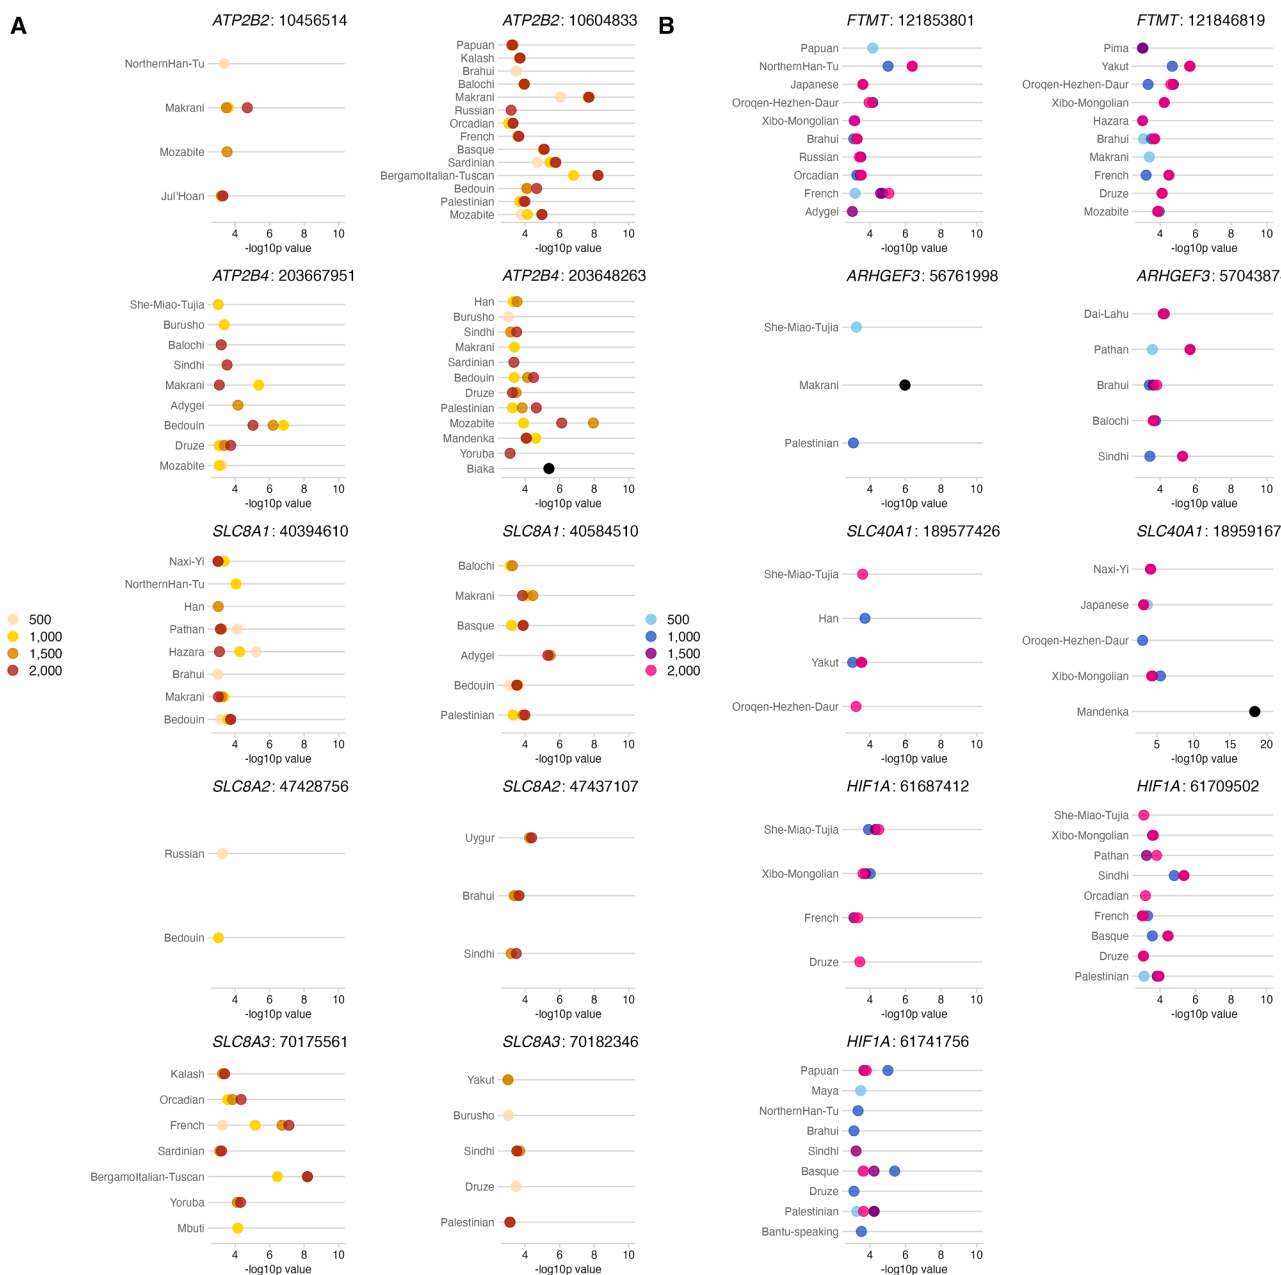 A
B
ATP2B2: 10456514
NorthernHan-Tu
Makrani
Mozabite
Jul'Hoan
4 6 8 10
-log10p value
ATP2B2: 10604833
Papuan
Kalash
Brahui
Balochi
Makrani
Russian
Orcadian
French
Basque
Sardinian
BergamoItalian-Tuscan
Bedouin
Palestinian
Mozabite
4 6 8 10
-log10p value
FTMT: 121853801
Papuan
NorthernHan-Tu
Japanese
Oroqen-Hezhen-Daur
Xibo-Mongolian
Brahui
Russian
Orcadian
French
Adygei
4 6 8 10
-log10p value
FTMT: 121846819
Pima
Yakut
Oroqen-Hezhen-Daur
Xibo-Mongolian
Hazara
Brahui
Makrani
French
Druze
Mozabite
4 6 8 10
-log10p value
ATP2B4: 203667951
She-Miao-Tujia
Burusho
Balochi
Sindhi
Makrani
Adygei
Bedouin
Druze
Mozabite
4 6 8 10
-log10p value
ATP2B4: 203648263
Han
Burusho
Sindhi
Makrani
Sardinian
Bedouin
Druze
Palestinian
Mozabite
Mandenka
Yoruba
Biaka
4 6 8 10
-log10p value
ARHGEF3: 56761998
She-Miao-Tujia
Makrani
Palestinian
4 6 8 10
-log10p value
ARHGEF3: 5704387
Dai-Lahu
Pathan
Brahui
Balochi
Sindhi
4 6 8 10
-log10p value
SLC8A1: 40394610
Naxi-Yi
NorthernHan-Tu
Han
Pathan
Hazara
Brahui
Makrani
Bedouin
4 6 8 10
-log10p value
SLC8A1: 40584510
Balochi
Makrani
Basque
Adygei
Bedouin
Palestinian
4 6 8 10
-log10p value
SLC40A1: 189577426
She-Miao-Tujia
Han
Yakut
Oroqen-Hezhen-Daur
4 6 8 10
-log10p value
SLC40A1: 18959167
Naxi-Yi
Japanese
Oroqen-Hezhen-Daur
Xibo-Mongolian
Mandenka
5 10 15 20
-log10p value
500
1,000
1,500
2,000
500
1,000
1,500
2,000
SLC8A2: 47428756
Russian
Bedouin
4 6 8 10
-log10p value
SLC8A2: 47437107
Uygur
Brahui
Sindhi
4 6 8 10
-log10p value
HIF1A: 61687412
She-Miao-Tujia
Xibo-Mongolian
French
Druze
4 6 8 10
-log10p value
HIF1A: 61709502
She-Miao-Tujia
Xibo-Mongolian
Pathan
Sindhi
Orcadian
French
Basque
Druze
Palestinian
4 6 8 10
-log10p value
SLC8A3: 70175561
Kalash
Orcadian
French
Sardinian
BergamoItalian-Tuscan
Yoruba
Mbuti
4 6 8 10
-log10p value
SLC8A3: 70182346
Yakut
Burusho
Sindhi
Druze
Palestinian
4 6 8 10
-log10p value
HIF1A: 61741756
Papuan
Maya
NorthernHan-Tu
Brahui
Sindhi
Basque
Druze
Palestinian
Bantu-speaking
4 6 8 10
-log10p value